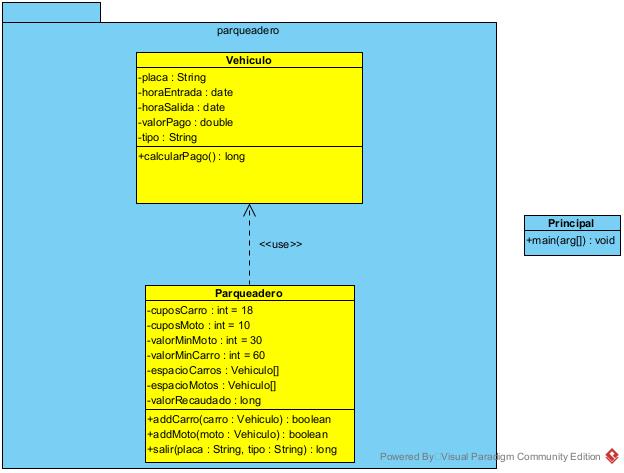 parqueadero
Vehiculo
-placa : String
-horaEntrada : date
-horaSalida : date
-valorPago : double
-tipo : String
+calcularPago() : long
<<use>>
Principal
+main(arg[]) : void
Parqueadero
-cuposCarro : int = 18
-cuposMoto : int = 10
-valorMinMoto : int = 30
-valorMinCarro : int = 60
-espacioCarros : Vehiculo[]
-espacioMotos : Vehiculo[]
-valorRecaudado : long
+addCarro(carro : Vehiculo) : boolean
+addMoto(moto : Vehiculo) : boolean
+salir(placa : String, tipo : String) : long
Powered By Visual Paradigm Community Edition